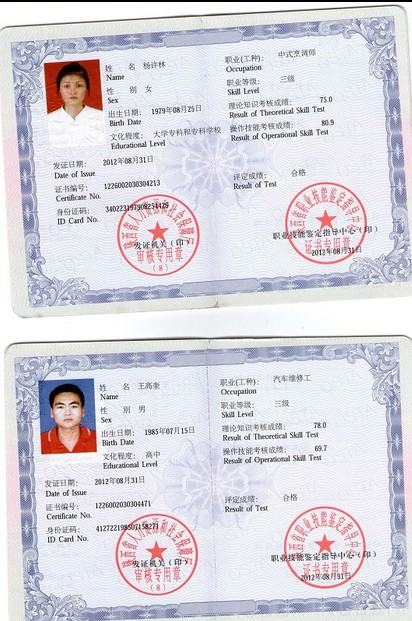 姓 名 杨许林
Name
性 别 女
Sex
出生日期: 1979年08月25日
Birth Date
文化程度: 大学专科和专科学校
Educational Level
发证日期: 2012年08月31日
Date of Issue
证书编号: 1226002030304213
Certificate No.
身份证码:
ID Card No.
发证机关(印)
审核专用章
(8)
职业(工种): 中式烹调师
Occupation
职业等级: 三级
Skill Level
理论知识考核成绩: 75.0
Result of Theoretical Skill Test
操作技能考核成绩: 80.9
Result of Operational Skill Test
评定成绩: 合格
Result of Test
职业技能鉴定指导中心(印)
证书专用章
2012年08月31日
姓 名 王高奎
Name
性 别 男
Sex
出生日期: 1985年07月15日
Birth Date
文化程度: 高中
Educational Level
发证日期: 2012年08月31日
Date of Issue
证书编号: 1226002030304471
Certificate No.
身份证码:
ID Card No.
发证机关(印)
审核专用章
(8)
职业(工种): 汽车维修工
Occupation
职业等级: 三级
Skill Level
理论知识考核成绩: 78.0
Result of Theoretical Skill Test
操作技能考核成绩: 69.7
Result of Operational Skill Test
评定成绩: 合格
Result of Test
职业技能鉴定指导中心(印)
证书专用章
2012年08月31日